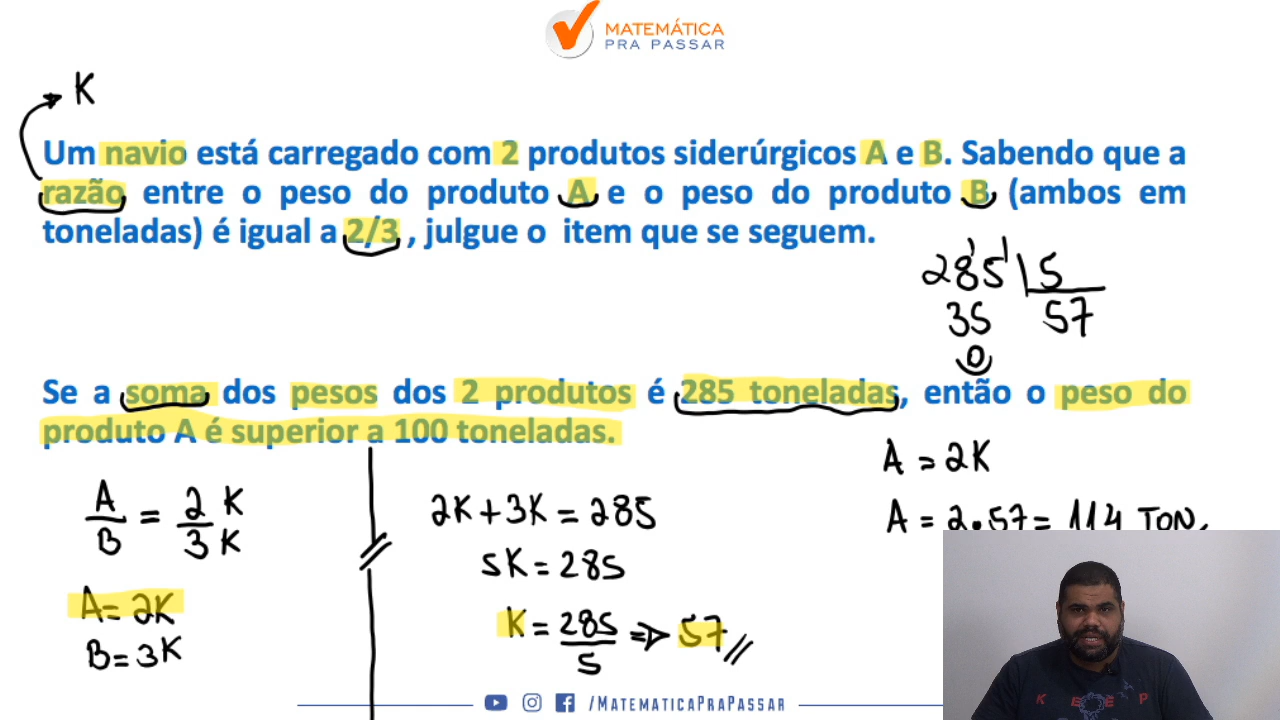 MATEMÁTICA
PRA PASSAR
K
Um navio está carregado com 2 produtos siderúrgicos A e B. Sabendo que a
razão entre o peso do produto A e o peso do produto B (ambos em
toneladas) é igual a 2/3 , julgue o item que se seguem.
285 5
35 57
0
Se a soma dos pesos dos 2 produtos é 285 toneladas, então o peso do
produto A é superior a 100 toneladas.
A/B = 2K/3K
A = 2K
B = 3K
2K + 3K = 285
5K = 285
K = 285/5 ⇒ 57 //
A = 2K
A = 2.57 = 114 TON.
/MATEMATICAPRAPASSAR
K E E P